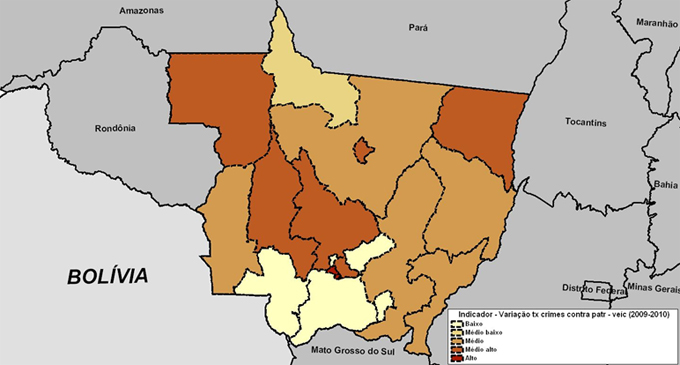 Amazonas
Pará
Maranhão
Rondônia
Tocantins
Bahia
BOLÍVIA
Distrito Federal
Minas Gerais
Mato Grosso do Sul
Indicador - Variação tx crimes contra patr - veic (2009-2010)
Baixo
Médio baixo
Médio
Médio alto
Alto